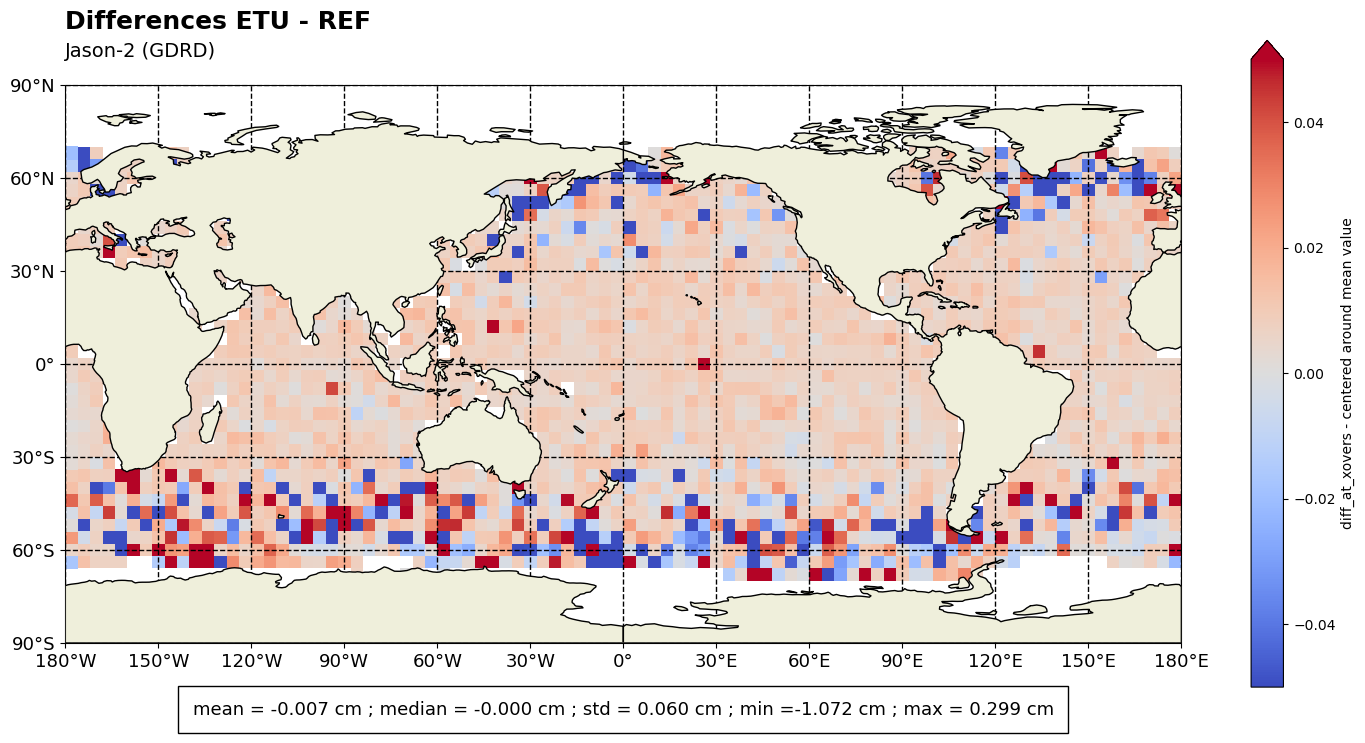 Differences ETU - REF
Jason-2 (GDRD)
90°N
60°N
30°N
0°
30°S
60°S
90°S
180°W 150°W 120°W 90°W 60°W 30°W 0° 30°E 60°E 90°E 120°E 150°E 180°E
0.04
0.02
0.00
−0.02
−0.04
diff_at_xovers - centered around mean value
mean = -0.007 cm ; median = -0.000 cm ; std = 0.060 cm ; min =-1.072 cm ; max = 0.299 cm